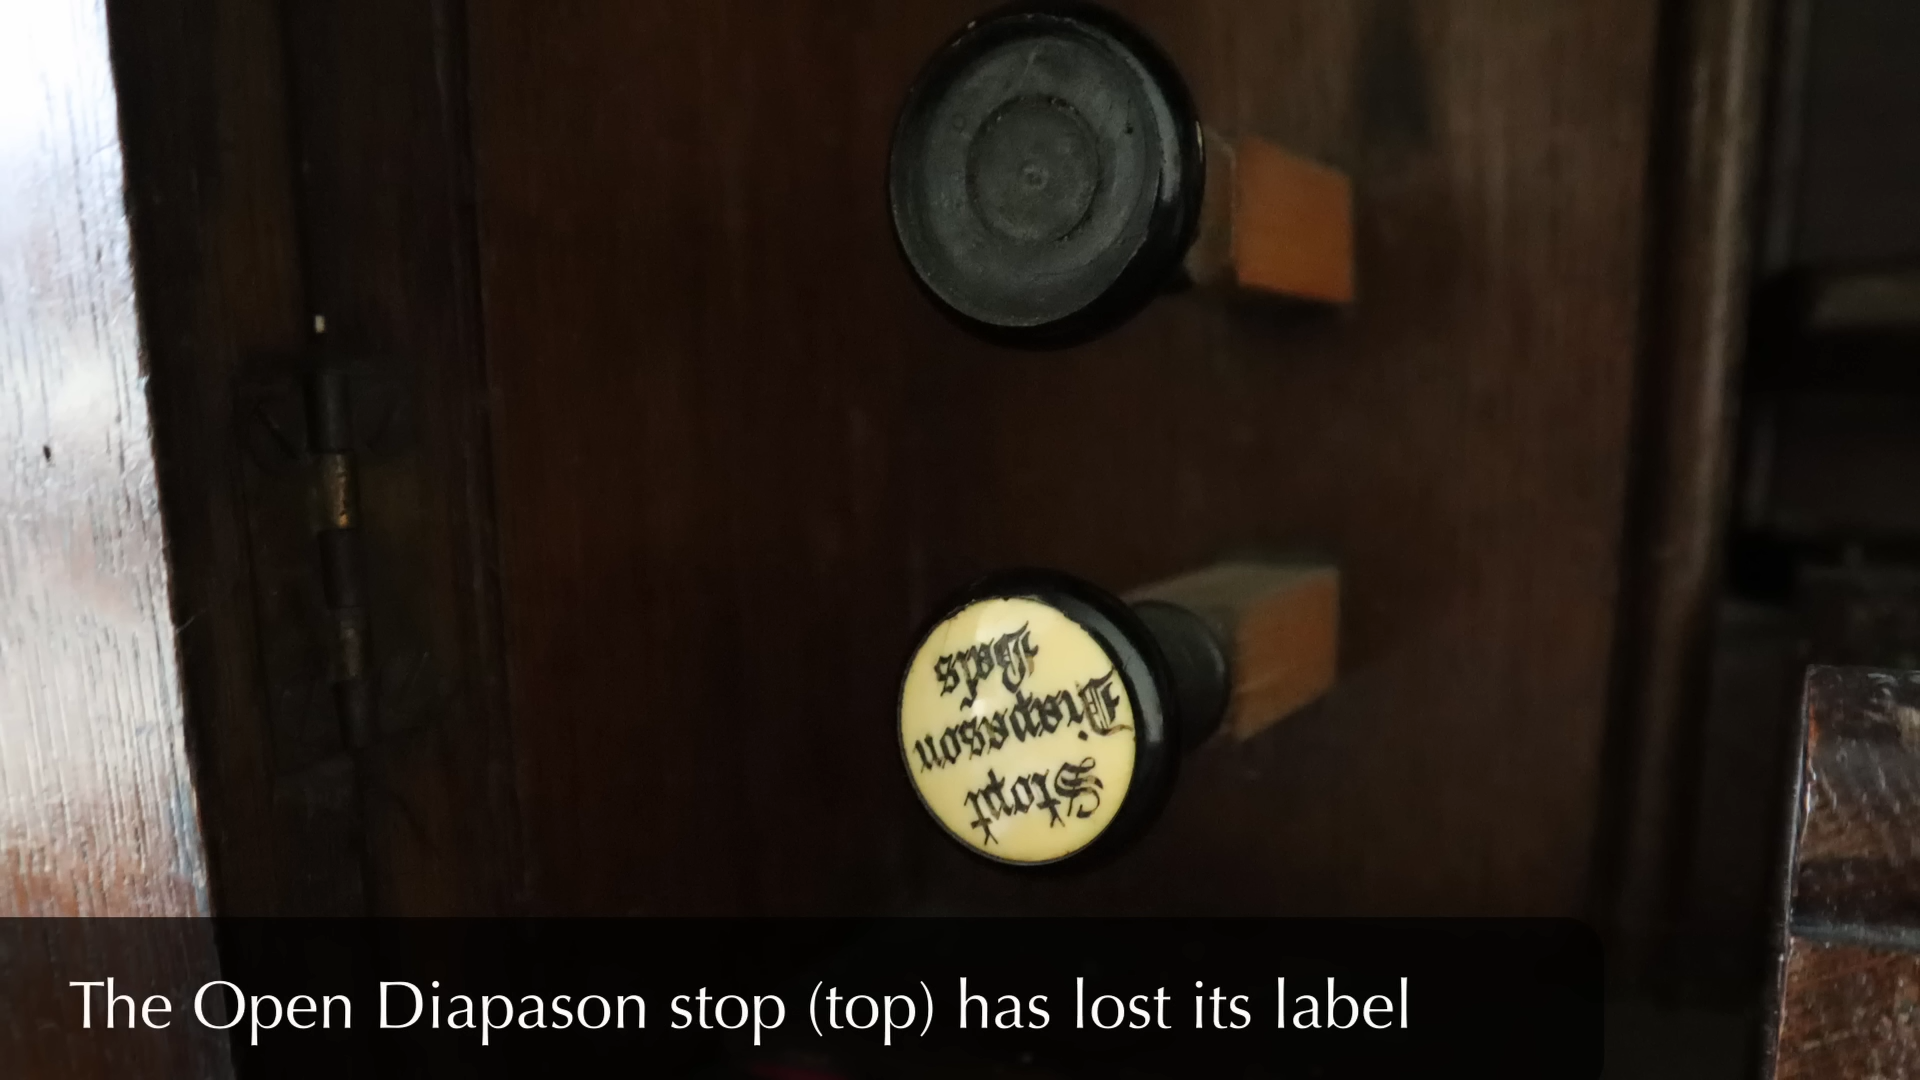 Stopt
Diapason
Baſs
The Open Diapason stop (top) has lost its label